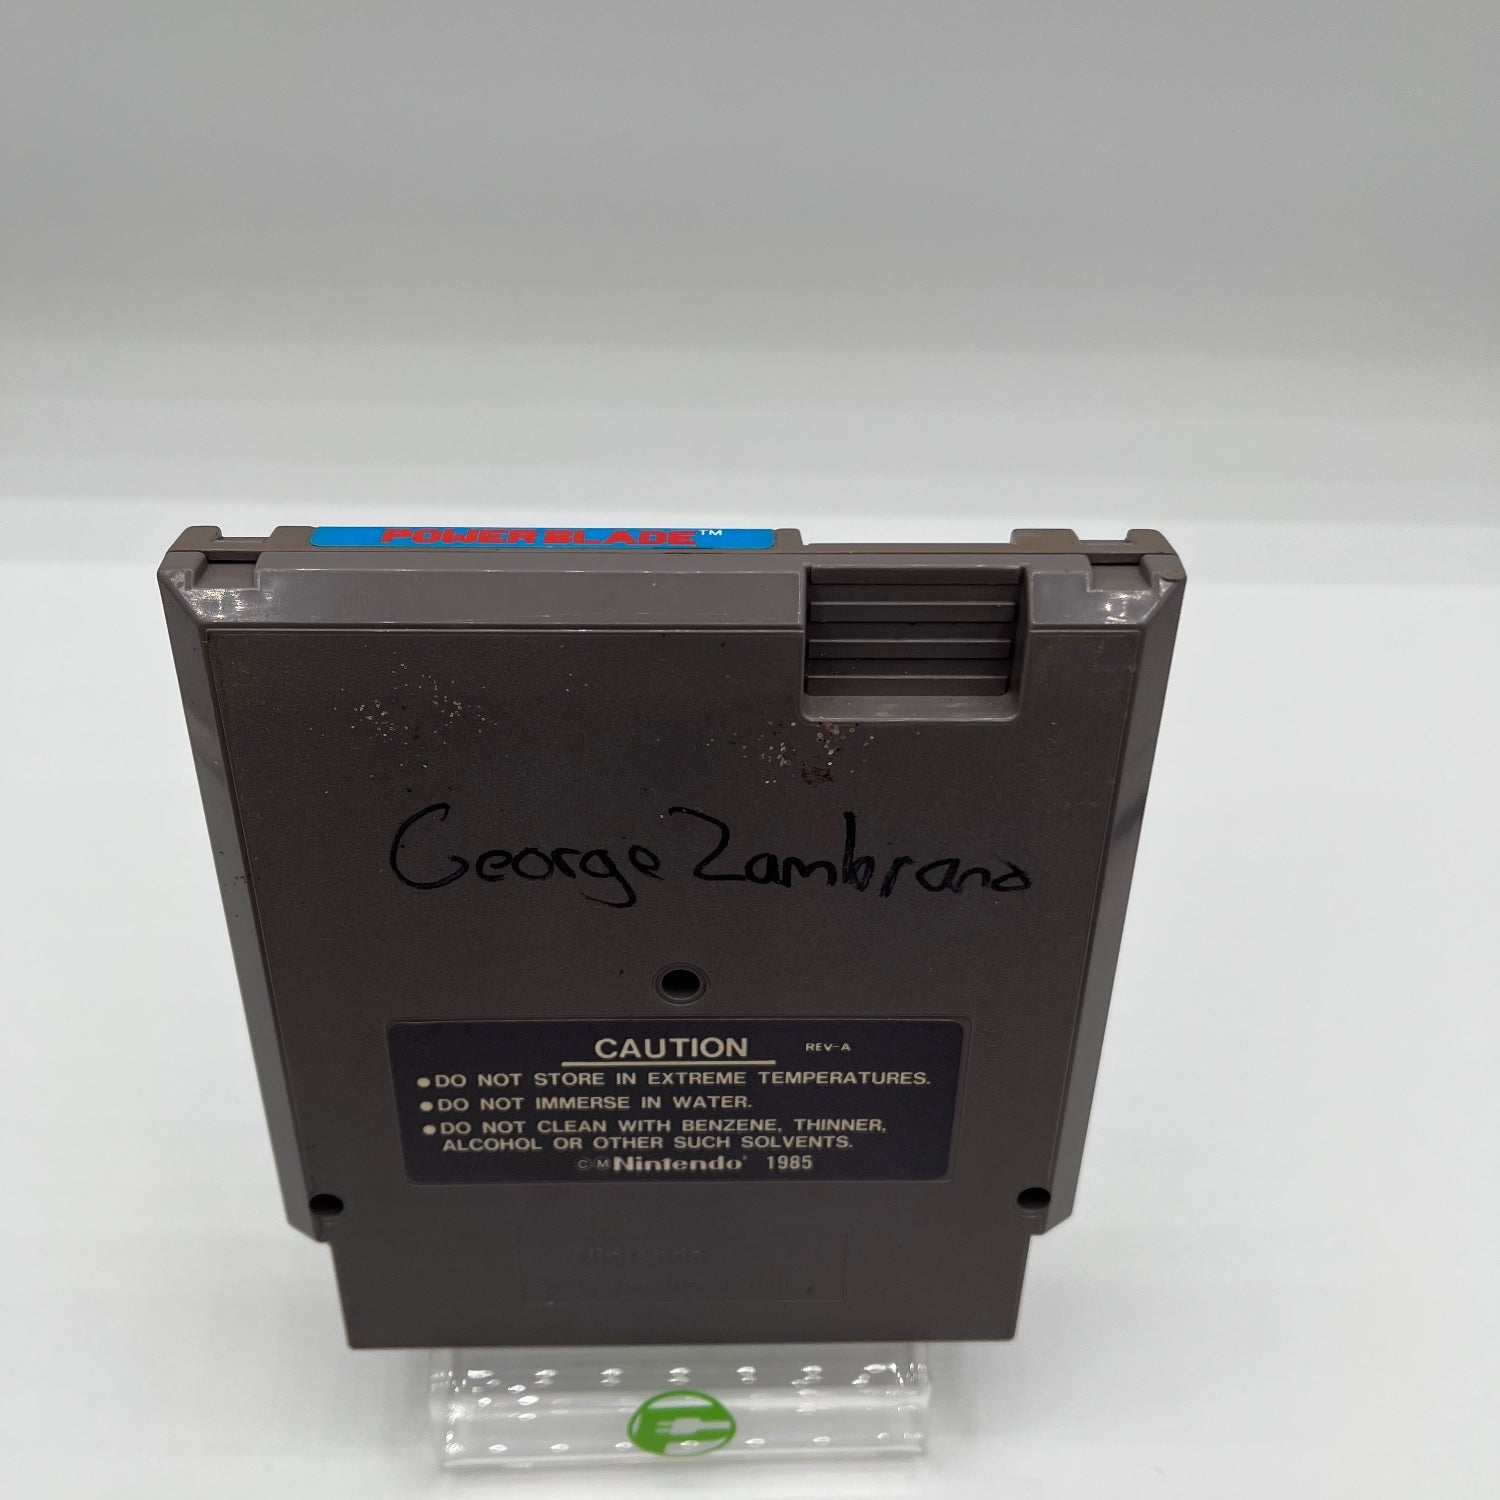 POWER BLADE™
George Zambrano
CAUTION REV-A
●DO NOT STORE IN EXTREME TEMPERATURES.
●DO NOT IMMERSE IN WATER.
●DO NOT CLEAN WITH BENZENE, THINNER,
ALCOHOL OR OTHER SUCH SOLVENTS.
©ⓂNintendo® 1985
Nintendo